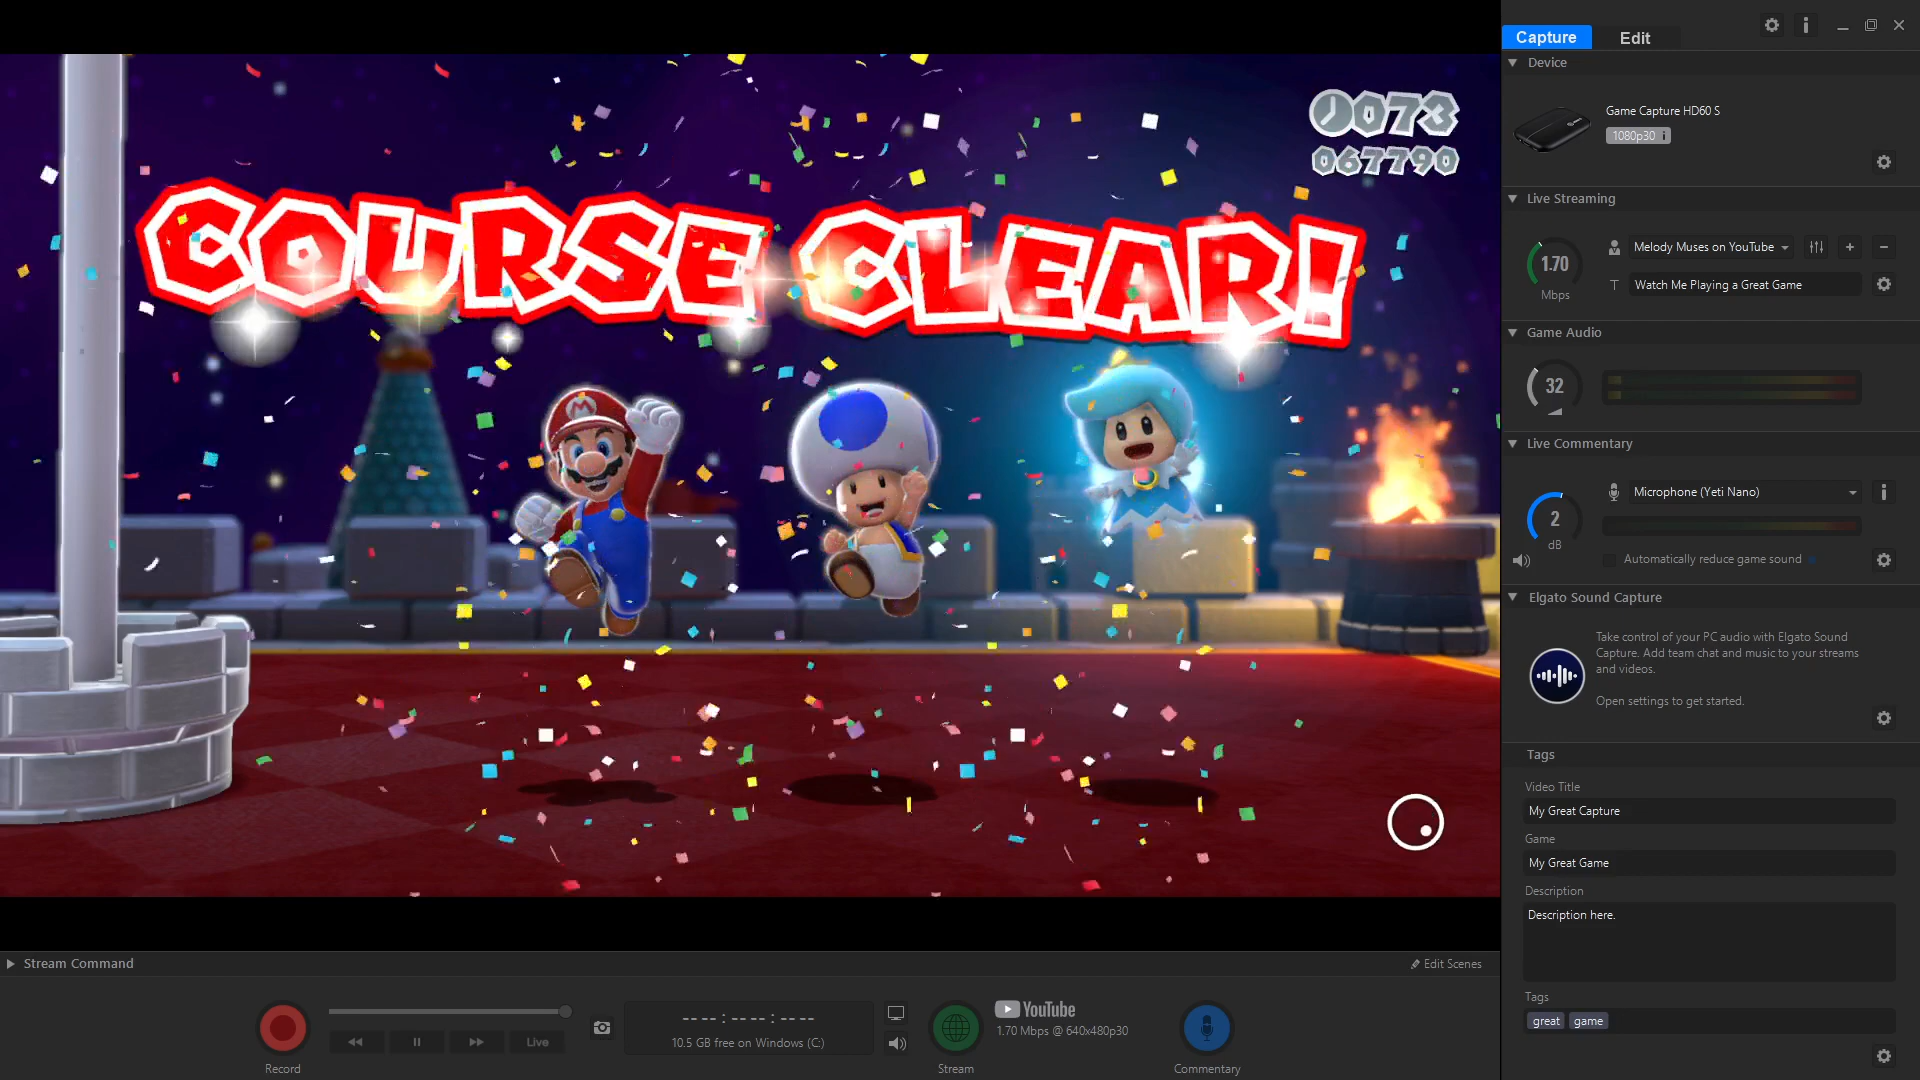 Capture
Edit
Device
Game Capture HD60 S
1080p30 i
Live Streaming
1.70
Mbps
Melody Muses on YouTube
T
Watch Me Playing a Great Game
Game Audio
32
Live Commentary
Microphone (Yeti Nano)
2
dB
Automatically reduce game sound
Elgato Sound Capture
Take control of your PC audio with Elgato Sound
Capture. Add team chat and music to your streams
and videos.
Open settings to get started.
Tags
Video Title
My Great Capture
Game
My Great Game
Description
Description here.
Tags
great game
073
067790
COURSE CLEAR!
M
Stream Command
Edit Scenes
Record
Live
-- -- : -- -- : -- --
10.5 GB free on Windows (C:)
Stream
YouTube
1.70 Mbps @ 640x480p30
Commentary